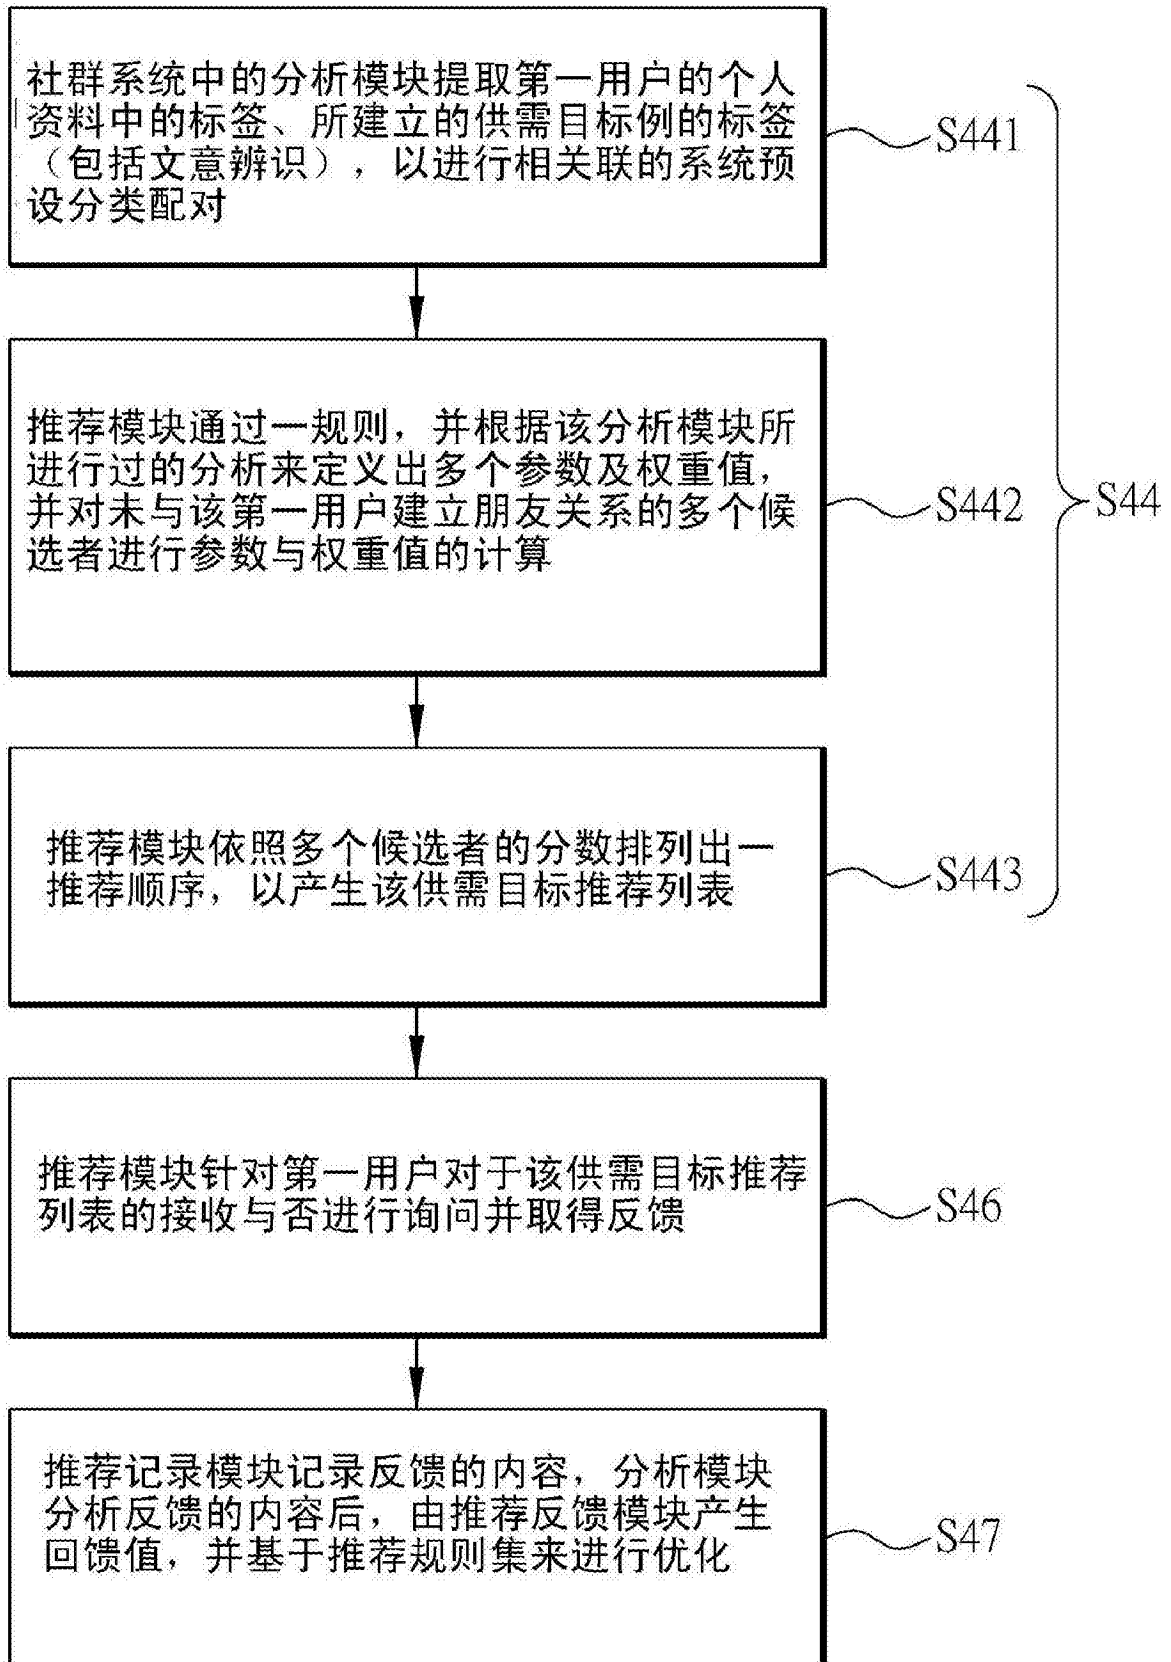 社群系统中的分析模块提取第一用户的个人
资料中的标签、所建立的供需目标例的标签
（包括文意辨识），以进行相关联的系统预
设分类配对
S441
推荐模块通过一规则，并根据该分析模块所
进行过的分析来定义出多个参数及权重值，
并对未与该第一用户建立朋友关系的多个候
选者进行参数与权重值的计算
S442
S44
推荐模块依照多个候选者的分数排列出一
推荐顺序，以产生该供需目标推荐列表
S443
推荐模块针对第一用户对于该供需目标推荐
列表的接收与否进行询问并取得反馈
S46
推荐记录模块记录反馈的内容，分析模块
分析反馈的内容后，由推荐反馈模块产生
回馈值，并基于推荐规则集来进行优化
S47